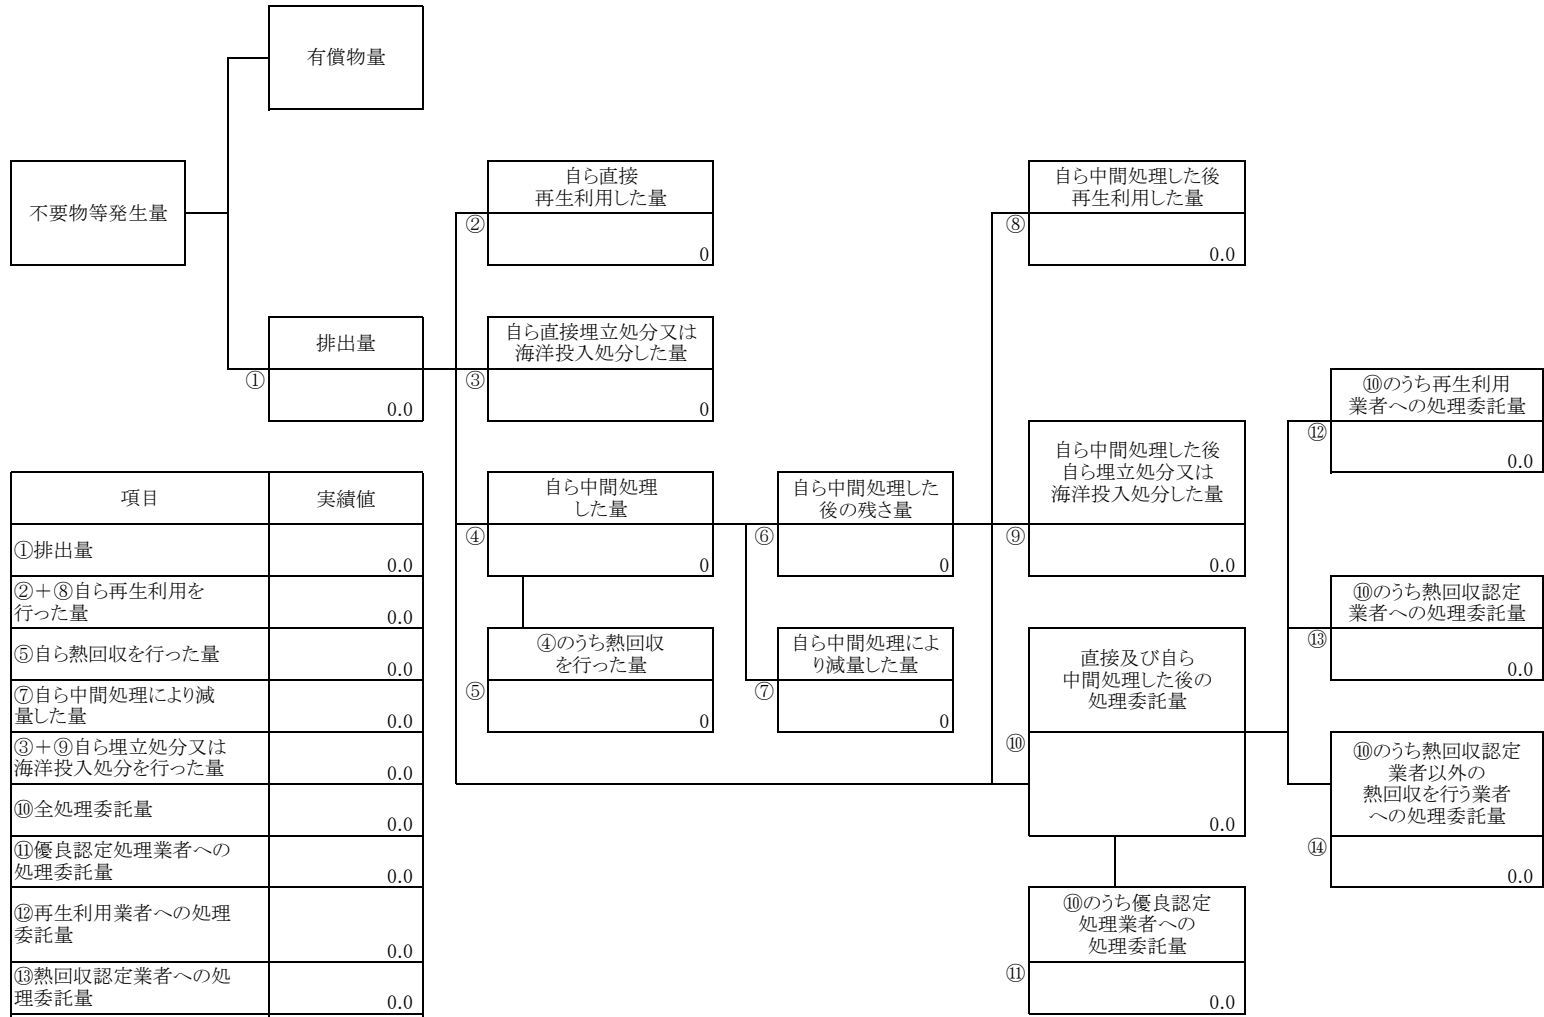 有償物量
不要物等発生量
排出量
①
0.0
自ら直接
再生利用した量
②
0
自ら直接埋立処分又は
海洋投入処分した量
③
0
自ら中間処理
した量
④
0
④のうち熱回収
を行った量
⑤
0
自ら中間処理した
後の残さ量
⑥
0
自ら中間処理によ
り減量した量
⑦
0
自ら中間処理した後
再生利用した量
⑧
0.0
自ら中間処理した後
自ら埋立処分又は
海洋投入処分した量
⑨
0.0
直接及び自ら
中間処理した後の
処理委託量
⑩
0.0
⑩のうち優良認定
処理業者への
処理委託量
⑪
0.0
⑩のうち再生利用
業者への処理委託量
⑫
0.0
⑩のうち熱回収認定
業者への処理委託量
⑬
0.0
⑩のうち熱回収認定
業者以外の
熱回収を行う業者
への処理委託量
⑭
0.0
項目 実績値
①排出量 0.0
②＋⑧自ら再生利用を
行った量 0.0
⑤自ら熱回収を行った量 0.0
⑦自ら中間処理により減
量した量 0.0
③＋⑨自ら埋立処分又は
海洋投入処分を行った量 0.0
⑩全処理委託量 0.0
⑪優良認定処理業者への
処理委託量 0.0
⑫再生利用業者への処理
委託量 0.0
⑬熱回収認定業者への処
理委託量 0.0